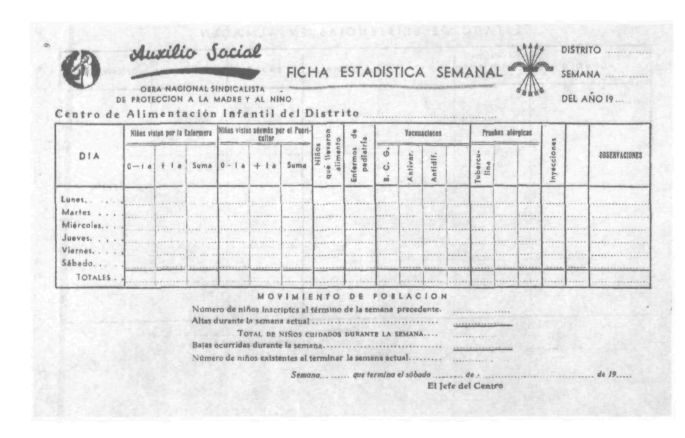 Auxilio Social
OBRA NACIONAL SINDICALISTA
DE PROTECCION A LA MADRE Y AL NIÑO
FICHA ESTADISTICA SEMANAL
DISTRITO
SEMANA
DEL AÑO 19...
Centro de Alimentación Infantil del Distrito
DIA
Niños vistos por la Enfermera
0-1 a
+ 1 a
Suma
Niños vistos además por el Pueri-
cultor
0-1 a
+ 1 a
Suma
Niños
que llevaron
alimento
Enfermos de
pediatría
Vacunaciones
B. C. G.
Antivar.
Antidif.
Pruebas alérgicas
Tubercu-
lina
Inyecciones
OBSERVACIONES
Lunes
Martes
Miércoles
Jueves
Viernes
Sábado
TOTALES
MOVIMIENTO DE POBLACION
Número de niños inscriptos al término de la semana precedente.
Altas durante la semana actual
TOTAL DE NIÑOS CUIDADOS DURANTE LA SEMANA
Bajas ocurridas durante la semana
Número de niños existentes al terminar la semana actual
Semana ........ que termina el sábado ........ de ........ de 19.....
El Jefe del Centro